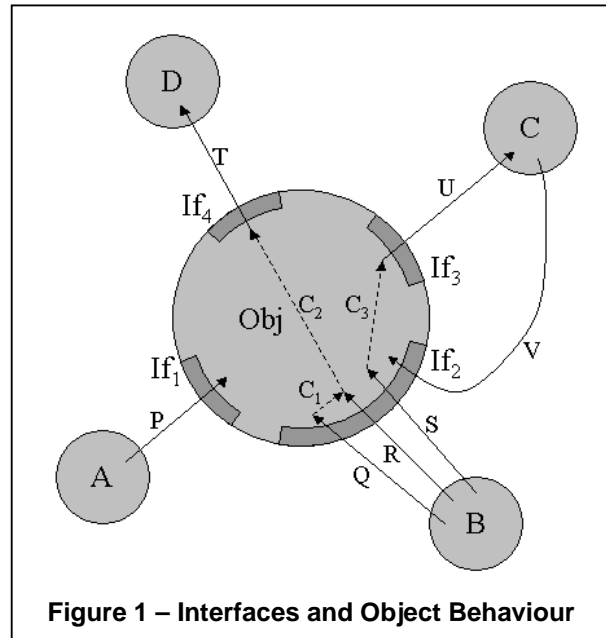 D
C
T
U
If₄
If₃
Obj
C₂
C₃
V
If₁
If₂
C₁
P
S
R
Q
A
B
Figure 1 – Interfaces and Object Behaviour